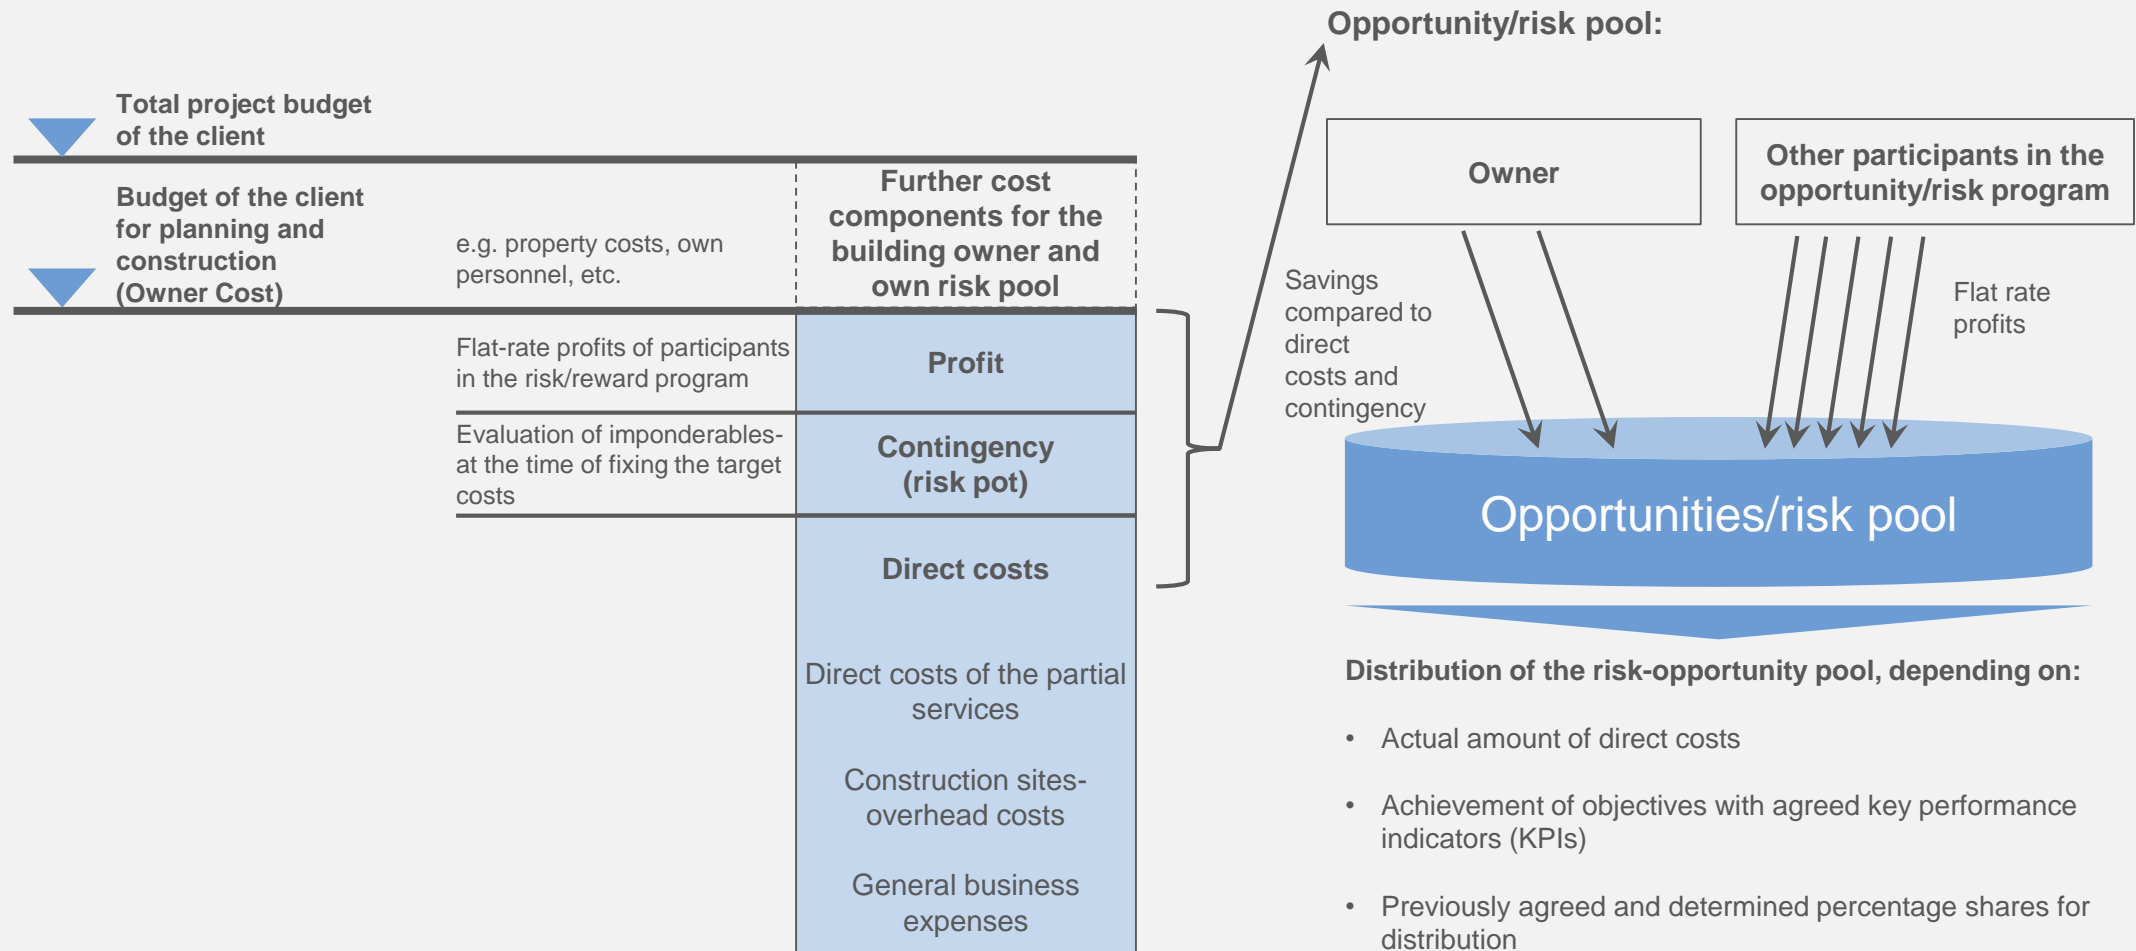 Opportunity/risk pool:
Total project budget
of the client
Budget of the client
for planning and
construction
(Owner Cost)
e.g. property costs, own
personnel, etc.
Further cost
components for the
building owner and
own risk pool
Flat-rate profits of participants
in the risk/reward program
Profit
Evaluation of imponderables-
at the time of fixing the target
costs
Contingency
(risk pot)
Direct costs
Direct costs of the partial
services
Construction sites-
overhead costs
General business
expenses
Owner
Other participants in the
opportunity/risk program
Savings
compared to
direct
costs and
contingency
Flat rate
profits
Opportunities/risk pool
Distribution of the risk-opportunity pool, depending on:
• Actual amount of direct costs
• Achievement of objectives with agreed key performance
indicators (KPIs)
• Previously agreed and determined percentage shares for
distribution